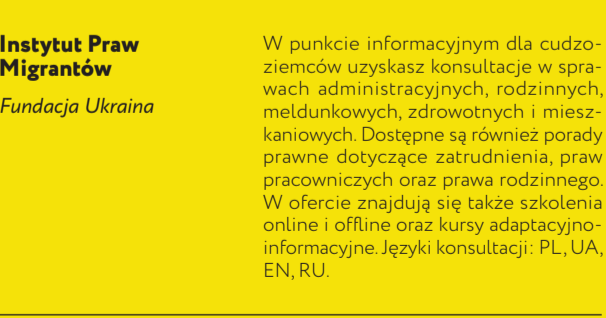 Instytut Praw
Migrantów
Fundacja Ukraina
W punkcie informacyjnym dla cudzo-
ziemców uzyskasz konsultacje w spra-
wach administracyjnych, rodzinnych,
meldunkowych, zdrowotnych i miesz-
kaniowych. Dostępne są również porady
prawne dotyczące zatrudnienia, praw
pracowniczych oraz prawa rodzinnego.
W ofercie znajdują się także szkolenia
online i offline oraz kursy adaptacyjno-
informacyjne. Języki konsultacji: PL, UA,
EN, RU.